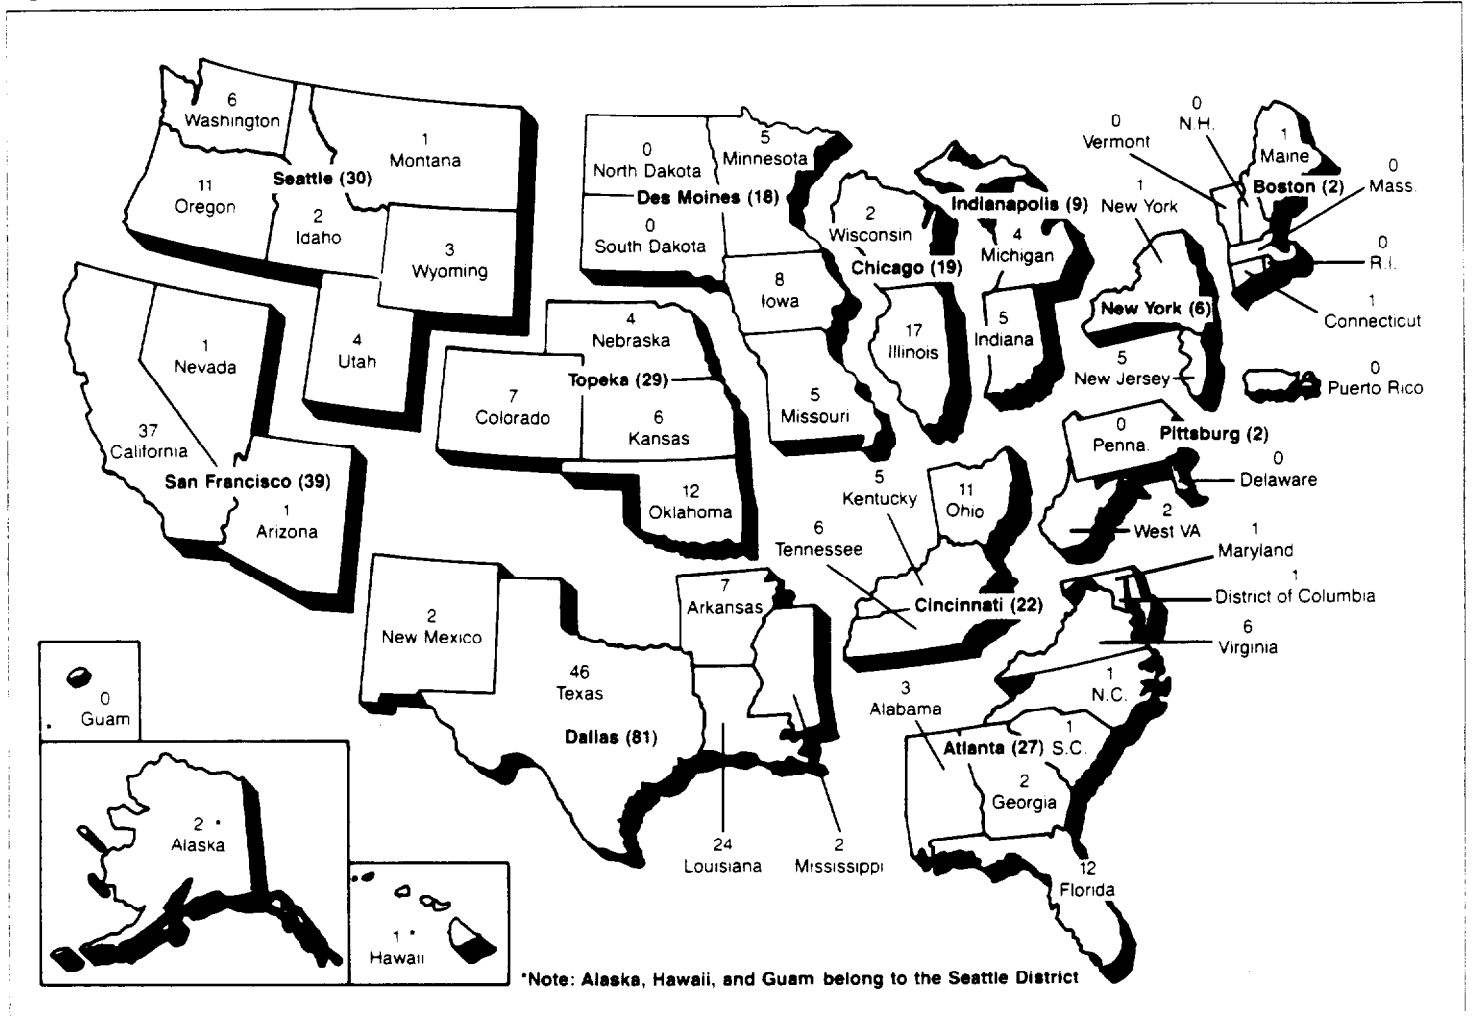 6
Washington
1
Montana
11
Oregon
Seattle (30)
2
Idaho
3
Wyoming
4
Utah
1
Nevada
37
California
San Francisco (39)
1
Arizona
0
North Dakota
5
Minnesota
Des Moines (18)
0
South Dakota
8
Iowa
4
Nebraska
Topeka (29)
7
Colorado
6
Kansas
5
Missouri
12
Oklahoma
2
Wisconsin
Chicago (19)
17
Illinois
Indianapolis (9)
4
Michigan
5
Indiana
0
Vermont
0
N.H.
1
Maine
Boston (2)
0
Mass.
1
New York
0
R.I.
New York (6)
1
Connecticut
5
New Jersey
0
Puerto Rico
0
Penna.
Pittsburg (2)
0
Delaware
2
West VA
1
Maryland
1
District of Columbia
6
Virginia
5
Kentucky
11
Ohio
6
Tennessee
Cincinnati (22)
2
New Mexico
7
Arkansas
46
Texas
Dallas (81)
24
Louisiana
2
Mississippi
3
Alabama
1
N.C.
Atlanta (27)
1
S.C.
2
Georgia
12
Florida
0
Guam
2 *
Alaska
1 *
Hawaii
*Note: Alaska, Hawaii, and Guam belong to the Seattle District